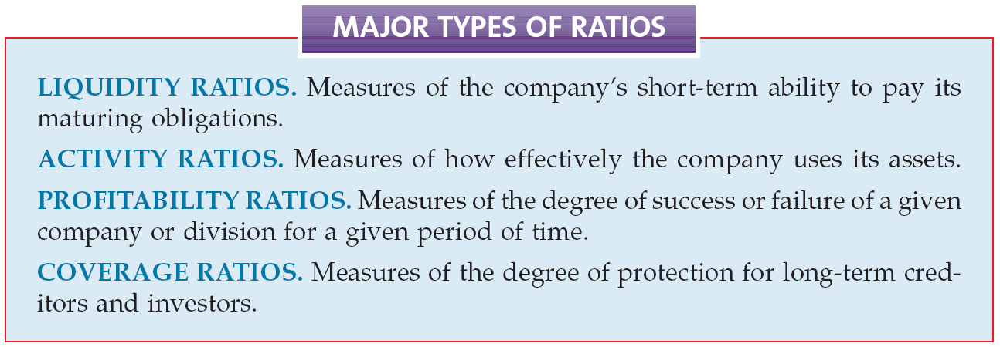 MAJOR TYPES OF RATIOS
LIQUIDITY RATIOS. Measures of the company’s short-term ability to pay its
maturing obligations.
ACTIVITY RATIOS. Measures of how effectively the company uses its assets.
PROFITABILITY RATIOS. Measures of the degree of success or failure of a given
company or division for a given period of time.
COVERAGE RATIOS. Measures of the degree of protection for long-term cred-
itors and investors.